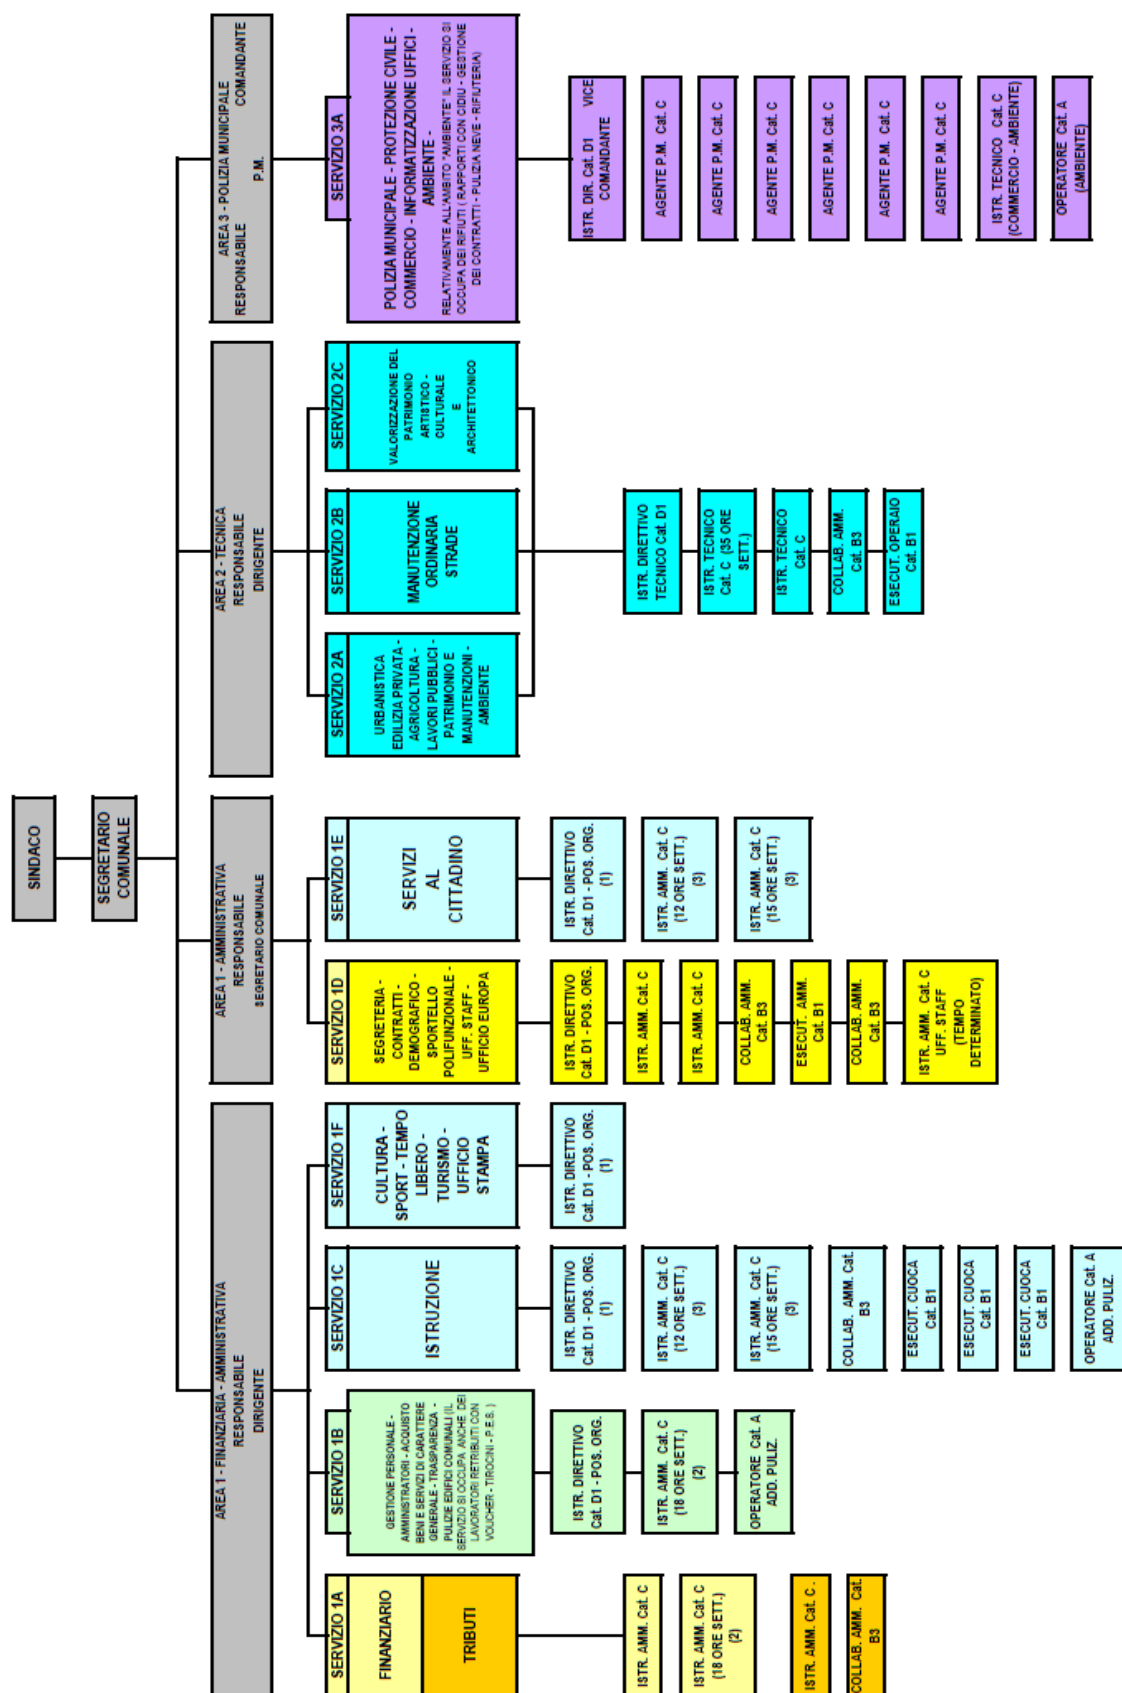 SINDACO
SEGRETARIO
COMUNALE
AREA 1 - FINANZIARIA - AMMINISTRATIVA
RESPONSABILE
DIRIGENTE
AREA 1 - AMMINISTRATIVA
RESPONSABILE
SEGRETARIO COMUNALE
AREA 2 - TECNICA
RESPONSABILE
DIRIGENTE
AREA 3 - POLIZIA MUNICIPALE
RESPONSABILE COMANDANTE
P.M.
SERVIZIO 1A
FINANZIARIO
TRIBUTI
ISTR. AMM. Cat. C
ISTR. AMM. Cat. C
(18 ORE SETT.)
(2)
ISTR. AMM. Cat. C .
COLLAB. AMM. Cat.
B3
SERVIZIO 1B
GESTIONE PERSONALE -
AMMINISTRATORI - ACQUISTO
BENI E SERVIZI DI CARATTERE
GENERALE - TRASPARENZA -
PULIZIE EDIFICI COMUNALI (IL
SERVIZIO SI OCCUPA ANCHE DEI
LAVORATORI RETRIBUITI CON
VOUCHER - TIROCINI - P.E.S. )
ISTR. DIRETTIVO
Cat. D1 - POS. ORG.
ISTR. AMM. Cat. C
(18 ORE SETT.)
(2)
OPERATORE Cat. A
ADD. PULIZ.
SERVIZIO 1C
ISTRUZIONE
ISTR. DIRETTIVO
Cat. D1 - POS. ORG.
(1)
ISTR. AMM. Cat. C
(12 ORE SETT.)
(3)
ISTR. AMM. Cat. C
(15 ORE SETT.)
(3)
COLLAB. AMM. Cat.
B3
ESECUT. CUOCA
Cat. B1
ESECUT. CUOCA
Cat. B1
ESECUT. CUOCA
Cat. B1
OPERATORE Cat. A
ADD. PULIZ.
SERVIZIO 1F
CULTURA -
SPORT - TEMPO
LIBERO -
TURISMO -
UFFICIO
STAMPA
ISTR. DIRETTIVO
Cat. D1 - POS. ORG.
(1)
SERVIZIO 1D
SEGRETERIA -
CONTRATTI -
DEMOGRAFICO -
SPORTELLO
POLIFUNZIONALE -
UFF. STAFF -
UFFICIO EUROPA
ISTR. DIRETTIVO
Cat. D1 - POS. ORG.
ISTR. AMM. Cat. C
ISTR. AMM. Cat. C
COLLAB. AMM.
Cat. B3
ESECUT. AMM.
Cat. B1
COLLAB. AMM.
Cat. B3
ISTR. AMM. Cat. C
UFF. STAFF
(TEMPO
DETERMINATO)
SERVIZIO 1E
SERVIZI
AL
CITTADINO
ISTR. DIRETTIVO
Cat. D1 - POS. ORG.
(1)
ISTR. AMM. Cat. C
(12 ORE SETT.)
(3)
ISTR. AMM. Cat. C
(15 ORE SETT.)
(3)
SERVIZIO 2A
URBANISTICA
EDILIZIA PRIVATA -
AGRICOLTURA -
LAVORI PUBBLICI -
PATRIMONIO E
MANUTENZIONI -
AMBIENTE
SERVIZIO 2B
MANUTENZIONE
ORDINARIA
STRADE
SERVIZIO 2C
VALORIZZAZIONE DEL
PATRIMONIO
ARTISTICO -
CULTURALE
E
ARCHITETTONICO
ISTR. DIRETTIVO
TECNICO Cat. D1
ISTR. TECNICO
Cat. C (35 ORE
SETT.)
ISTR. TECNICO
Cat. C
COLLAB. AMM.
Cat. B3
ESECUT. OPERAIO
Cat. B1
SERVIZIO 3A
POLIZIA MUNICIPALE - PROTEZIONE CIVILE -
COMMERCIO - INFORMATIZZAZIONE UFFICI -
AMBIENTE -
RELATIVAMENTE ALL'AMBITO "AMBIENTE" IL SERVIZIO SI
OCCUPA DEI RIFIUTI ( RAPPORTI CON CIDIU - GESTIONE
DEI CONTRATTI - PULIZIA NEVE - RIFIUTERIA)
ISTR. DIR. Cat. D1 VICE
COMANDANTE
AGENTE P.M. Cat. C
AGENTE P.M. Cat. C
AGENTE P.M. Cat. C
AGENTE P.M. Cat. C
AGENTE P.M. Cat. C
AGENTE P.M. Cat. C
ISTR. TECNICO Cat. C
(COMMERCIO - AMBIENTE)
OPERATORE Cat. A
(AMBIENTE)